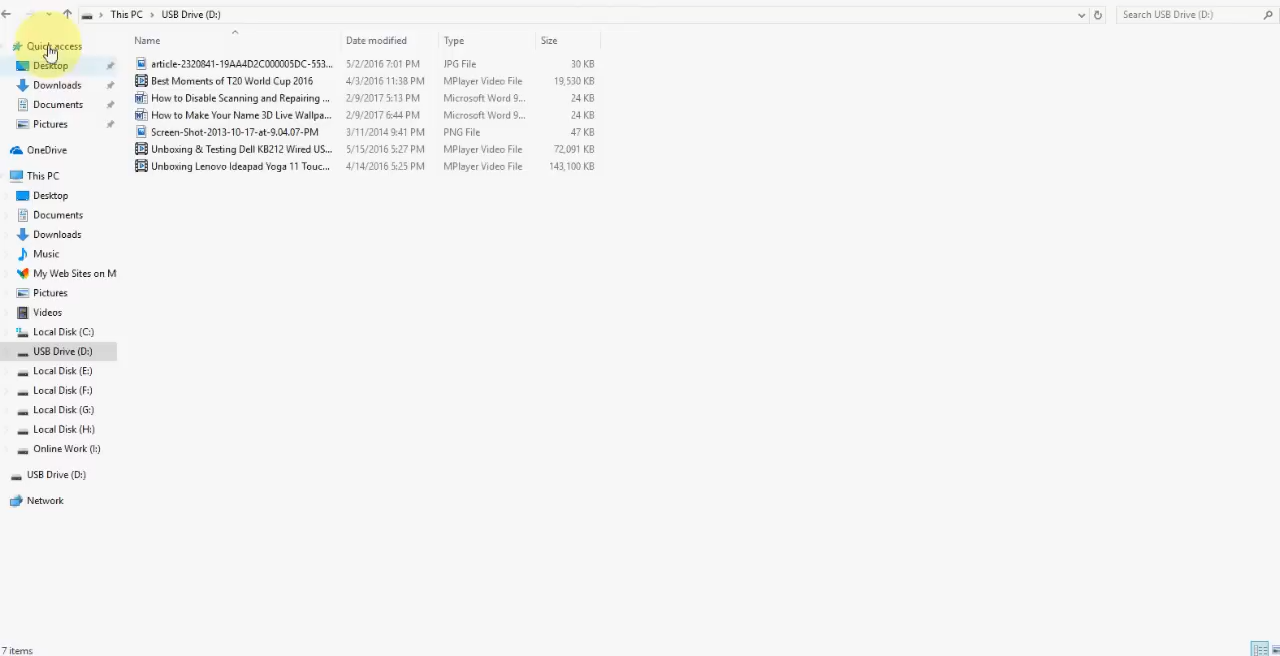 This PC > USB Drive (D:)
Search USB Drive (D:)
Quick access
Desktop
Downloads
Documents
Pictures
OneDrive
This PC
Desktop
Documents
Downloads
Music
My Web Sites on M
Pictures
Videos
Local Disk (C:)
USB Drive (D:)
Local Disk (E:)
Local Disk (F:)
Local Disk (G:)
Local Disk (H:)
Online Work (I:)
USB Drive (D:)
Network
Name Date modified Type Size
article-2320841-19AA4D2C000005DC-553... 5/2/2016 7:01 PM JPG File 30 KB
Best Moments of T20 World Cup 2016 4/3/2016 11:38 PM MPlayer Video File 19,530 KB
How to Disable Scanning and Repairing ... 2/9/2017 5:13 PM Microsoft Word 9... 24 KB
How to Make Your Name 3D Live Wallpa... 2/9/2017 6:44 PM Microsoft Word 9... 24 KB
Screen-Shot-2013-10-17-at-9.04.07-PM 3/11/2014 9:41 PM PNG File 47 KB
Unboxing & Testing Dell KB212 Wired US... 5/15/2016 5:27 PM MPlayer Video File 72,091 KB
Unboxing Lenovo Ideapad Yoga 11 Touc... 4/14/2016 5:25 PM MPlayer Video File 143,100 KB
7 items